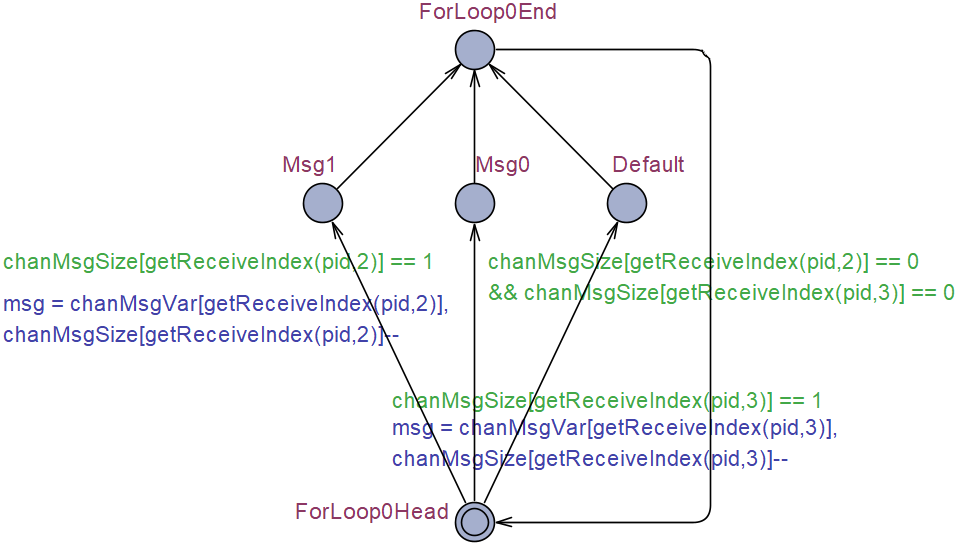 ForLoop0End
Msg1
Msg0
Default
chanMsgSize[getReceiveIndex(pid,2)] == 1
msg = chanMsgVar[getReceiveIndex(pid,2)],
chanMsgSize[getReceiveIndex(pid,2)]--
chanMsgSize[getReceiveIndex(pid,2)] == 0
&& chanMsgSize[getReceiveIndex(pid,3)] == 0
chanMsgSize[getReceiveIndex(pid,3)] == 1
msg = chanMsgVar[getReceiveIndex(pid,3)],
chanMsgSize[getReceiveIndex(pid,3)]--
ForLoop0Head